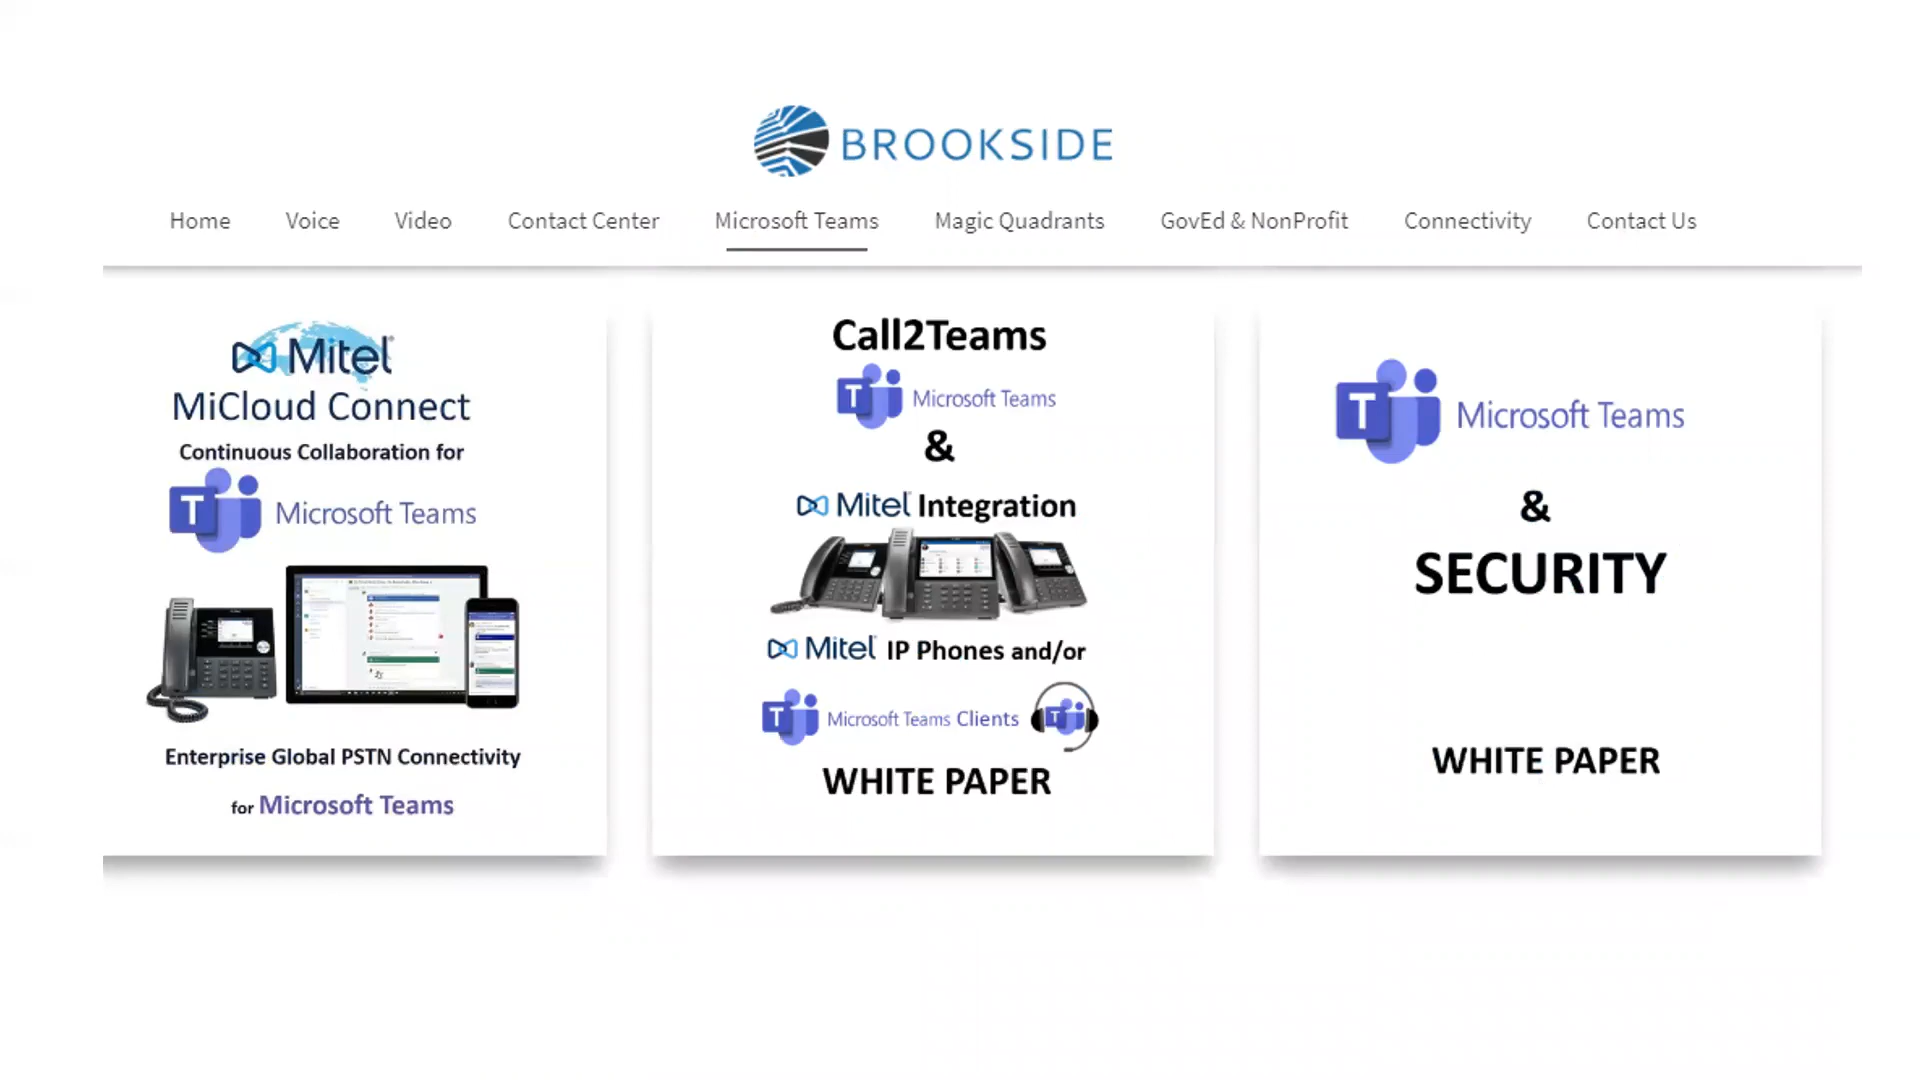 BROOKSIDE
Home Voice Video Contact Center Microsoft Teams Magic Quadrants GovEd & NonProfit Connectivity Contact Us
Mitel
MiCloud Connect
Continuous Collaboration for
T Microsoft Teams
Enterprise Global PSTN Connectivity
for Microsoft Teams
Call2Teams
T Microsoft Teams
&
Mitel Integration
Mitel IP Phones and/or
T Microsoft Teams Clients T
WHITE PAPER
T Microsoft Teams
&
SECURITY
WHITE PAPER